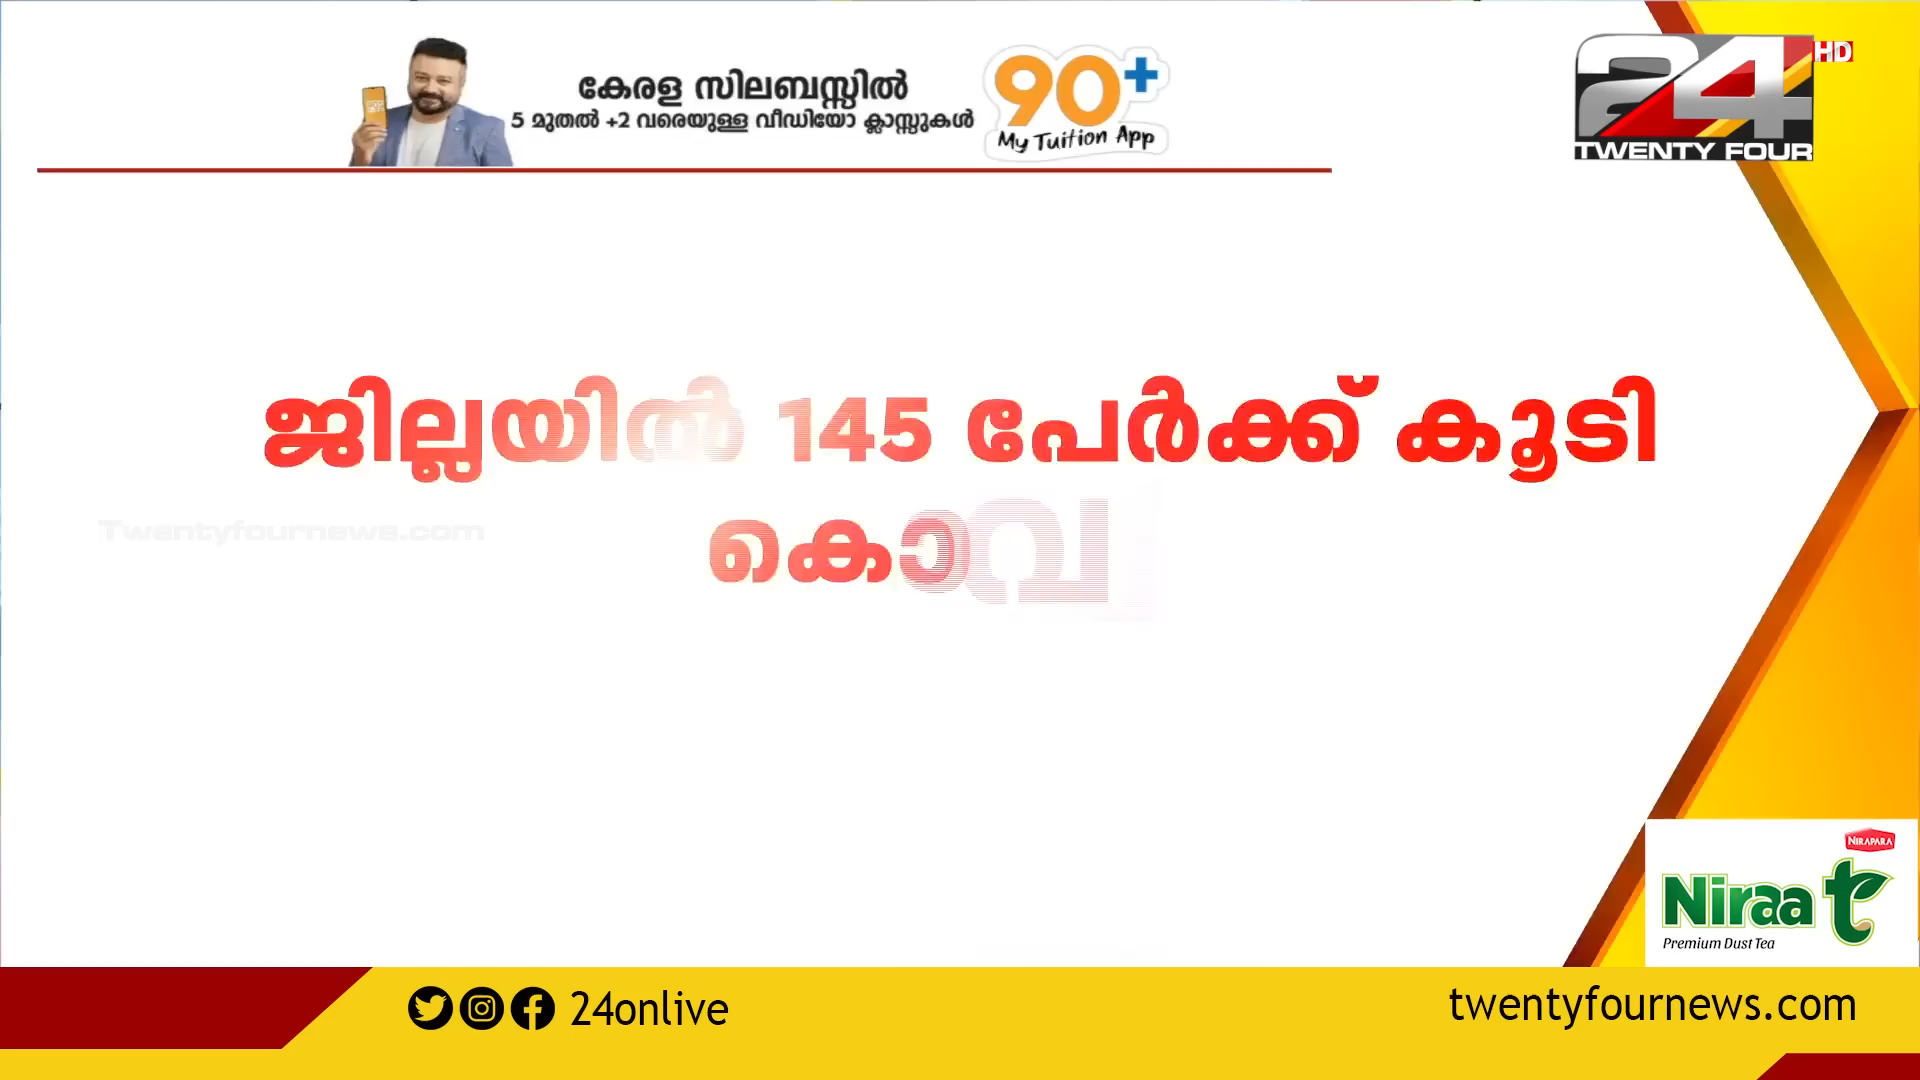 കേരള സിലബസ്സിൽ
5 മുതൽ +2 വരെയുള്ള വീഡിയോ ക്ലാസ്സുകൾ
90+
My Tuition App
24
HD
TWENTY FOUR
ജില്ലയിൽ 145 പേർക്ക് കൂടി
Twentyfournews.com
NIRAPARA
Niraa t
Premium Dust Tea
24onlive
twentyfournews.com